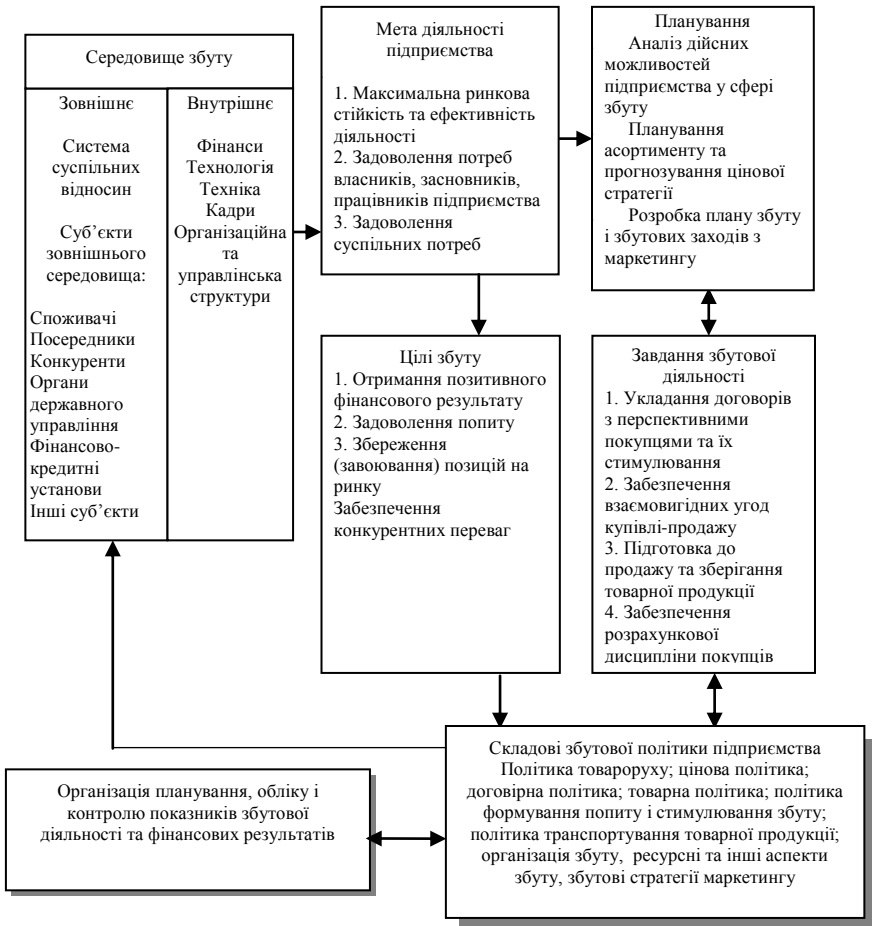 Середовище збуту
Зовнішнє
Система
суспільних
відносин
Суб’єкти
зовнішнього
середовища:
Споживачі
Посередники
Конкуренти
Органи
державного
управління
Фінансово-
кредитні
установи
Інші суб’єкти
Внутрішнє
Фінанси
Технологія
Техніка
Кадри
Організаційна
та
управлінська
структури
Мета діяльності
підприємства
1. Максимальна ринкова
стійкість та ефективність
діяльності
2. Задоволення потреб
власників, засновників,
працівників підприємства
3. Задоволення
суспільних потреб
Планування
Аналіз дійсних
можливостей
підприємства у сфері
збуту
Планування
асортименту та
прогнозування цінової
стратегії
Розробка плану збуту
і збутових заходів з
маркетингу
Цілі збуту
1. Отримання позитивного
фінансового результату
2. Задоволення попиту
3. Збереження
(завоювання) позицій на
ринку
Забезпечення
конкурентних переваг
Завдання збутової
діяльності
1. Укладання договорів
з перспективними
покупцями та їх
стимулювання
2. Забезпечення
взаємовигідних угод
купівлі-продажу
3. Підготовка до
продажу та зберігання
товарної продукції
4. Забезпечення
розрахункової
дисципліни покупців
Складові збутової політики підприємства
Політика товароруху; цінова політика;
договірна політика; товарна політика; політика
формування попиту і стимулювання збуту;
політика транспортування товарної продукції;
організація збуту, ресурсні та інші аспекти
збуту, збутові стратегії маркетингу
Організація планування, обліку і
контролю показників збутової
діяльності та фінансових результатів